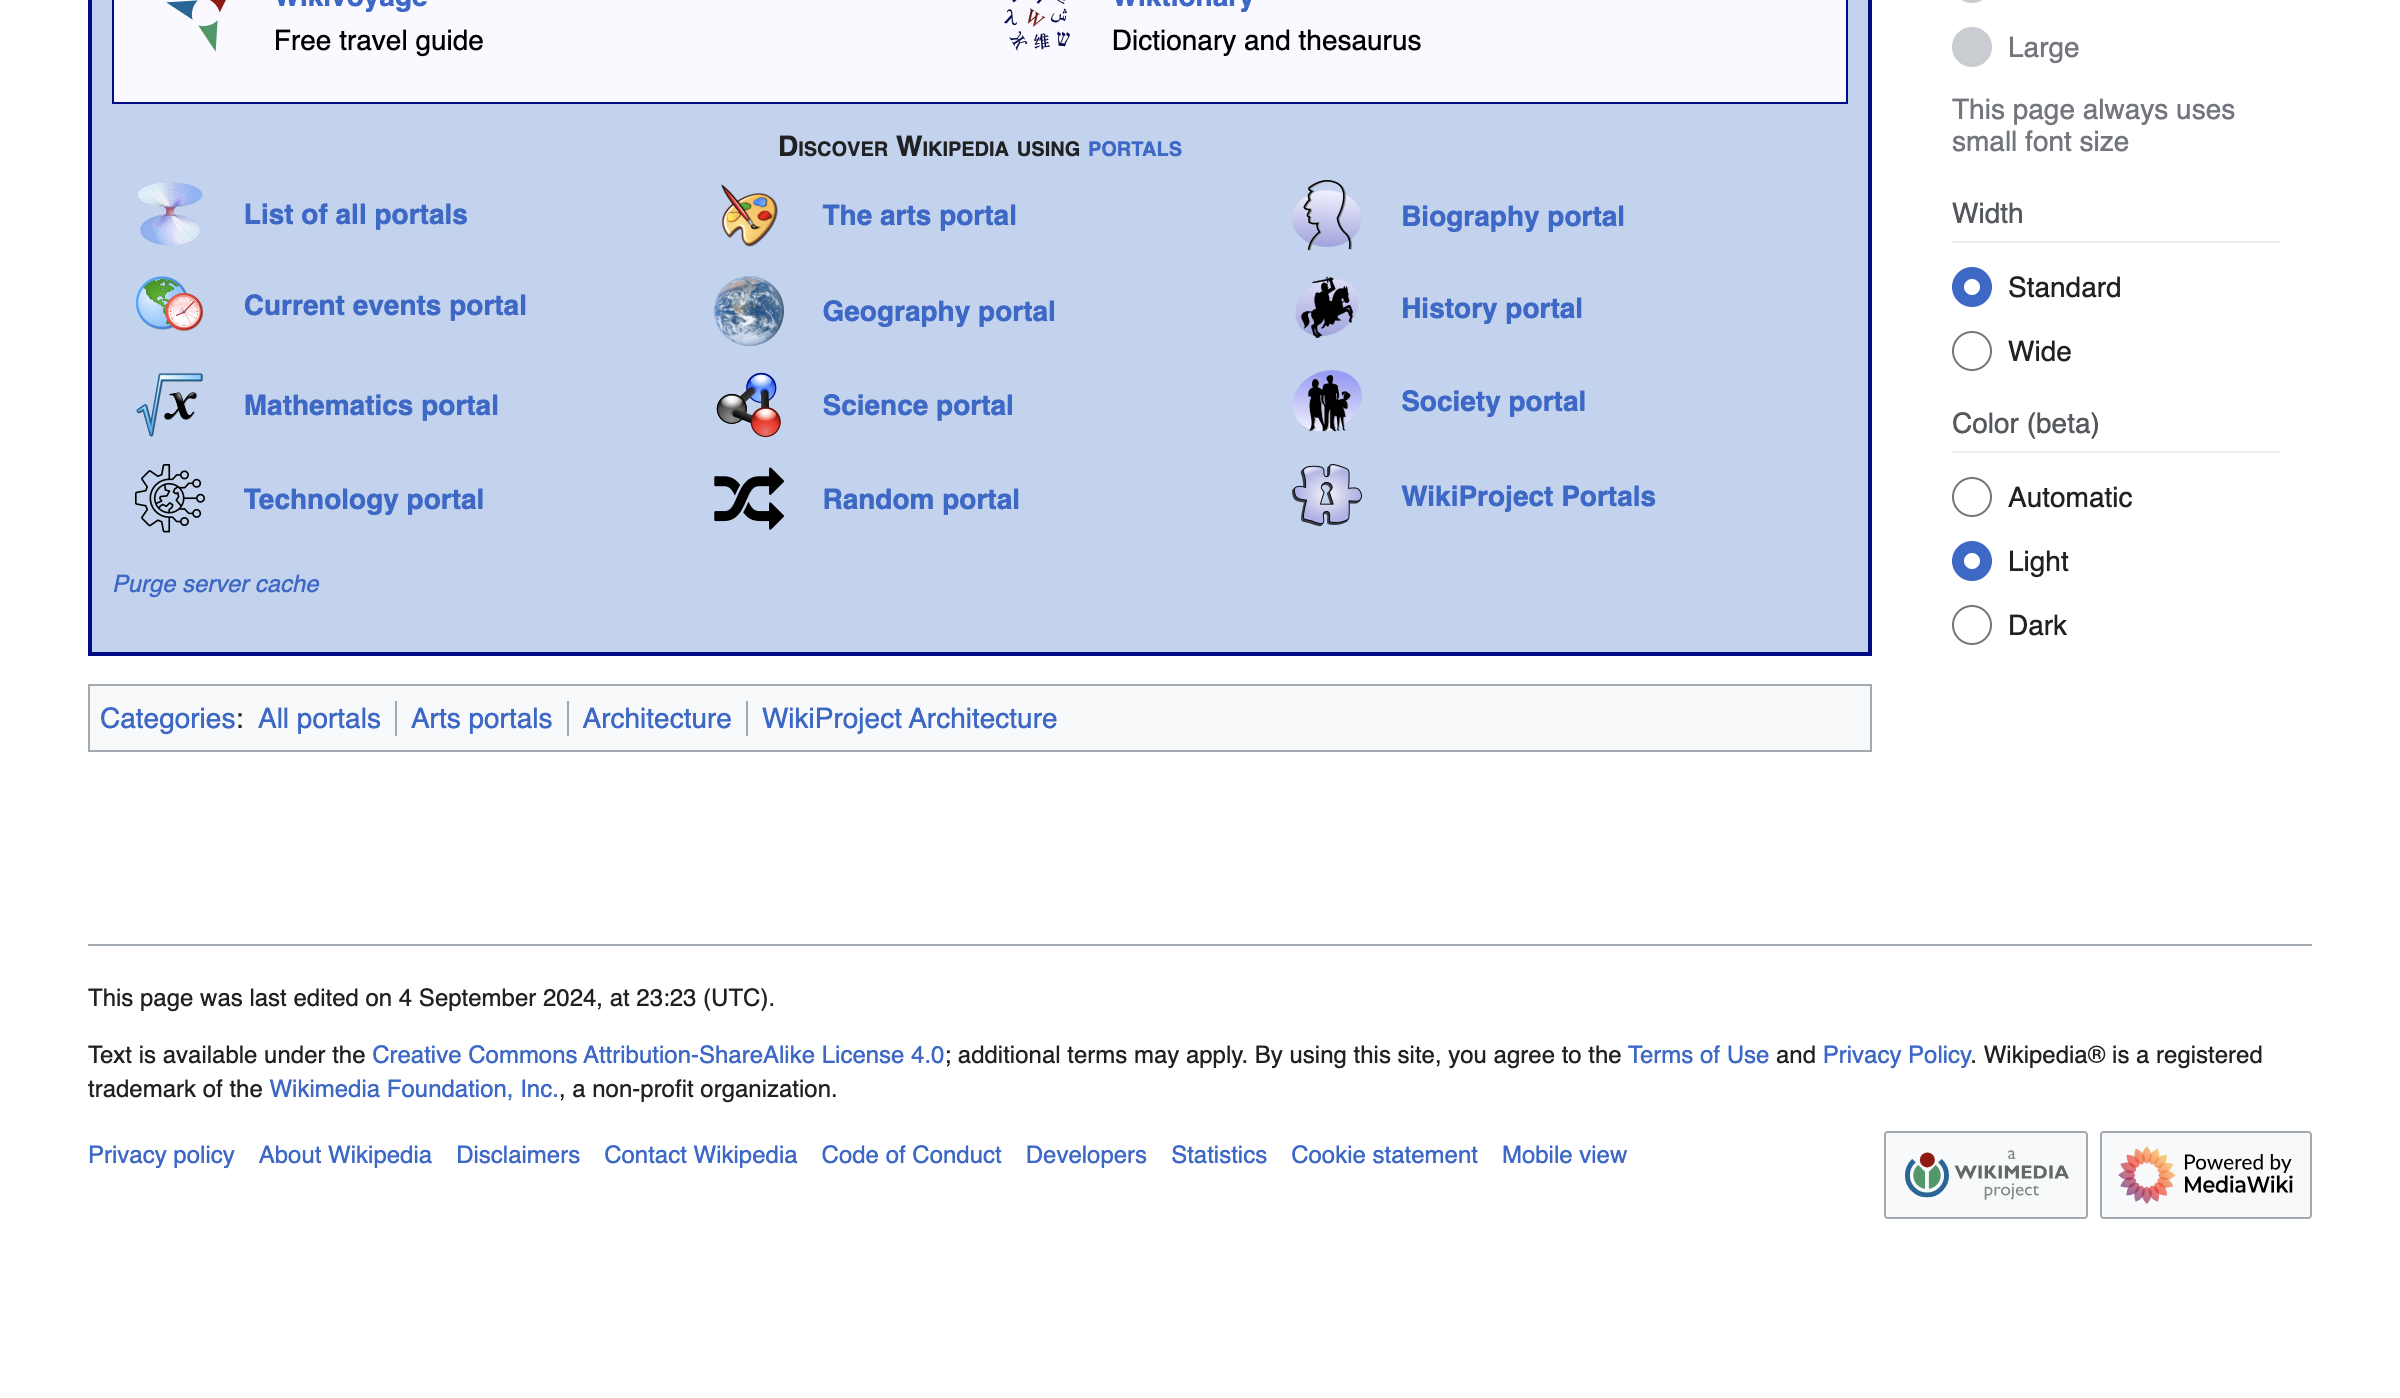 Wikivoyage
Free travel guide
Wiktionary
Dictionary and thesaurus
Discover Wikipedia using portals
List of all portals
The arts portal
Biography portal
Current events portal
Geography portal
History portal
Mathematics portal
Science portal
Society portal
Technology portal
Random portal
WikiProject Portals
Purge server cache
Categories: All portals | Arts portals | Architecture | WikiProject Architecture
Large
This page always uses
small font size
Width
Standard
Wide
Color (beta)
Automatic
Light
Dark
This page was last edited on 4 September 2024, at 23:23 (UTC).
Text is available under the Creative Commons Attribution-ShareAlike License 4.0; additional terms may apply. By using this site, you agree to the Terms of Use and Privacy Policy. Wikipedia® is a registered
trademark of the Wikimedia Foundation, Inc., a non-profit organization.
Privacy policy About Wikipedia Disclaimers Contact Wikipedia Code of Conduct Developers Statistics Cookie statement Mobile view
a
WIKIMEDIA
project
Powered by
MediaWiki